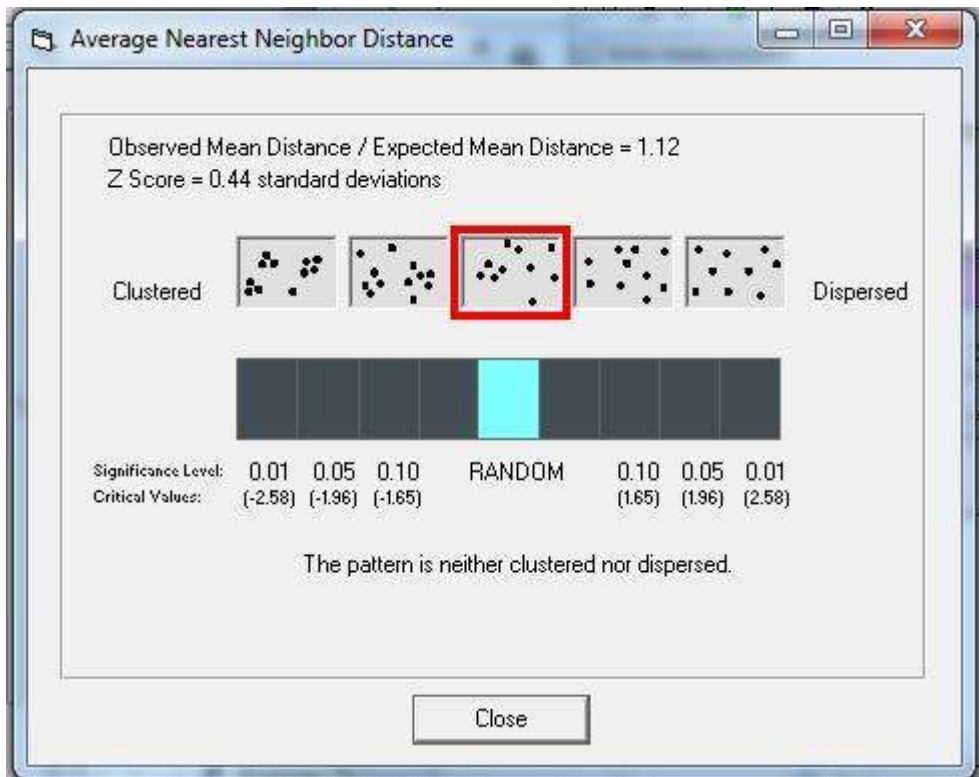 Average Nearest Neighbor Distance
Observed Mean Distance / Expected Mean Distance = 1.12
Z Score = 0.44 standard deviations
Clustered
Dispersed
Significance Level: 0.01 0.05 0.10 RANDOM 0.10 0.05 0.01
Critical Values: (-2.58) (-1.96) (-1.65) (1.65) (1.96) (2.58)
The pattern is neither clustered nor dispersed.
Close